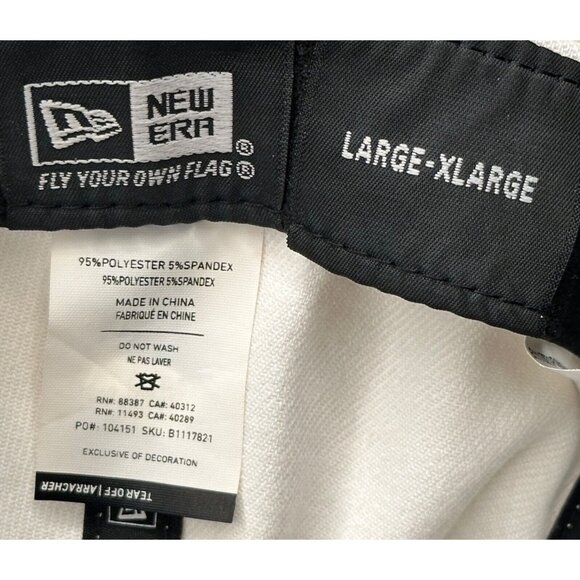 NEW
ERA®
FLY YOUR OWN FLAG®
LARGE-XLARGE
95%POLYESTER 5%SPANDEX
95%POLYESTER 5%SPANDEX
MADE IN CHINA
FABRIQUÉ EN CHINE
DO NOT WASH
NE PAS LAVER
RN#: 88387 CA#: 40312
RN#: 11493 CA#: 40289
PO#: 104151 SKU: B1117821
EXCLUSIVE OF DECORATION
TEAR OFF | ARRACHER